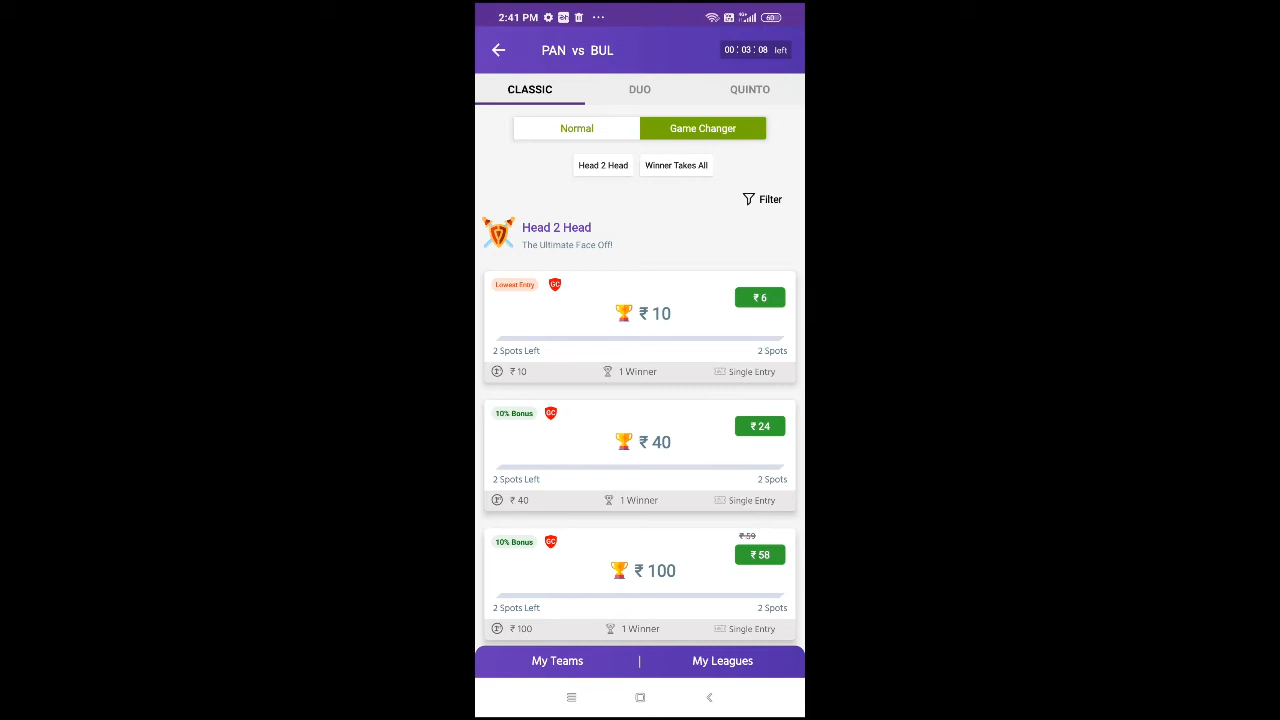 2:41 PM
PAN vs BUL
00 : 03 : 08 left
CLASSIC DUO QUINTO
Normal Game Changer
Head 2 Head Winner Takes All
Filter
Head 2 Head
The Ultimate Face Off!
Lowest Entry GC
₹ 6
₹ 10
2 Spots Left 2 Spots
₹ 10 1 Winner Single Entry
10% Bonus GC
₹ 24
₹ 40
2 Spots Left 2 Spots
₹ 40 1 Winner Single Entry
₹ 59
10% Bonus GC
₹ 58
₹ 100
2 Spots Left 2 Spots
₹ 100 1 Winner Single Entry
My Teams | My Leagues